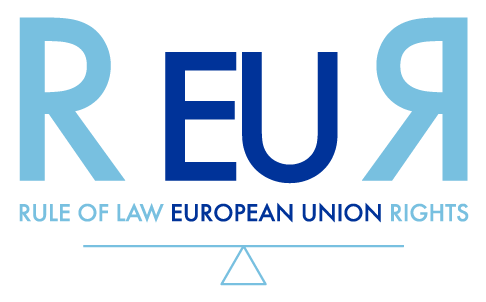 R EU Я
RULE OF LAW EUROPEAN UNION RIGHTS